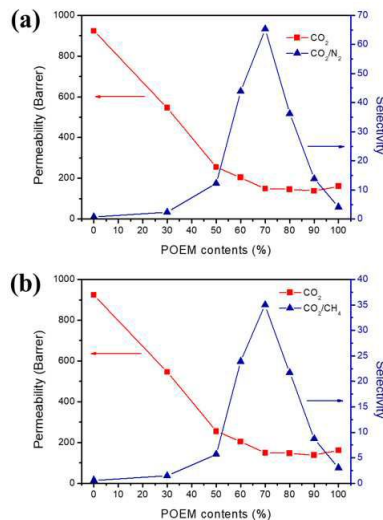 (a)
CO₂
CO₂/N₂
Permeability (Barrer)
Selectivity
1000
800
600
400
200
0
70
60
50
40
30
20
10
0
0 10 20 30 40 50 60 70 80 90 100
POEM contents (%)
(b)
CO₂
CO₂/CH₄
Permeability (Barrer)
Selectivity
1000
800
600
400
200
0
40
35
30
25
20
15
10
5
0
0 10 20 30 40 50 60 70 80 90 100
POEM contents (%)